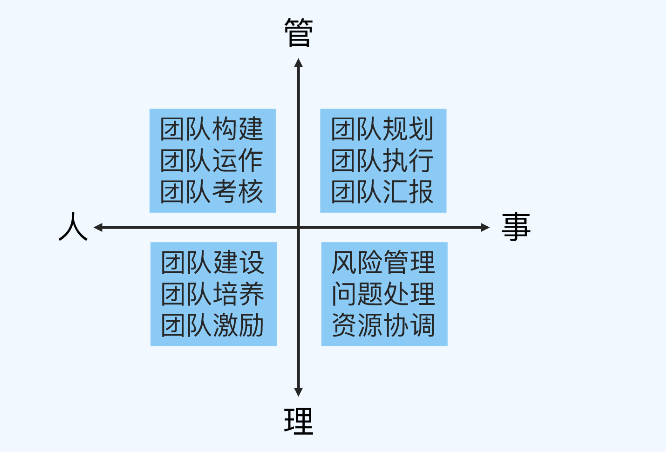 管
团队构建
团队运作
团队考核
团队规划
团队执行
团队汇报
人
事
团队建设
团队培养
团队激励
风险管理
问题处理
资源协调
理